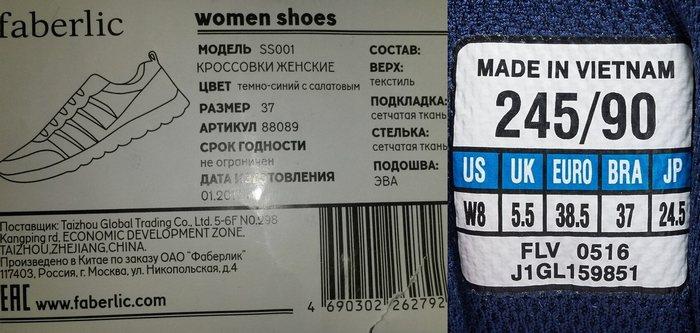 faberlic
women shoes
МОДЕЛЬ SS001
КРОССОВКИ ЖЕНСКИЕ
ЦВЕТ темно-синий с салатовым
РАЗМЕР 37
АРТИКУЛ 88089
СРОК ГОДНОСТИ
не ограничен
ДАТА ИЗГОТОВЛЕНИЯ
СОСТАВ:
ВЕРХ:
текстиль
ПОДКЛАДКА:
сетчатая ткань
СТЕЛЬКА:
сетчатая ткань
ПОДОШВА:
ЭВА
Поставщик: Taizhou Global Trading Co., Ltd. 5-6F NO.298
Kangping rd, ECONOMIC DEVELOPMENT ZONE,
TAIZHOU,ZHEJIANG,CHINA.
Произведено в Китае по заказу ОАО "Фаберлик"
117403, Россия, г. Москва, ул. Никопольская, д.4
EAC www.faberlic.com
4 690302 262792
MADE IN VIETNAM
245/90
US UK EURO BRA JP
W8 5.5 38.5 37 24.5
FLV 0516
J1GL159851